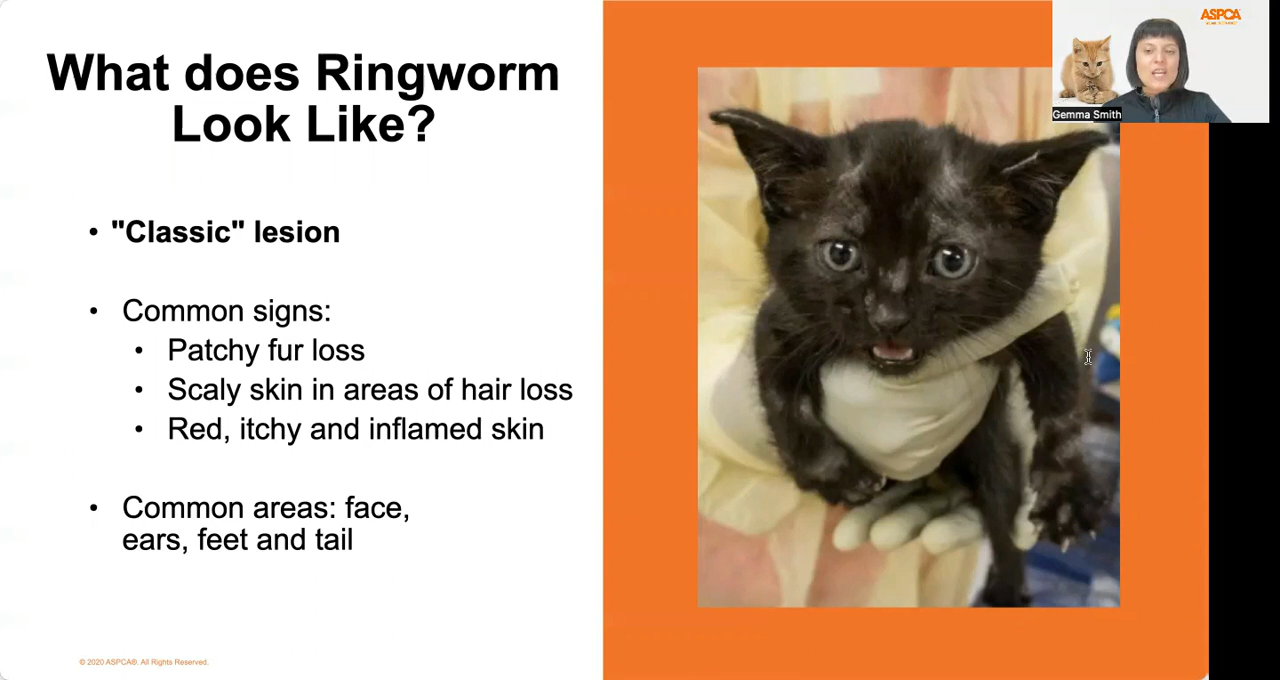 What does Ringworm
Look Like?
• "Classic" lesion
• Common signs:
• Patchy fur loss
• Scaly skin in areas of hair loss
• Red, itchy and inflamed skin
• Common areas: face,
ears, feet and tail
© 2020 ASPCA®. All Rights Reserved.
ASPCA
Gemma Smith